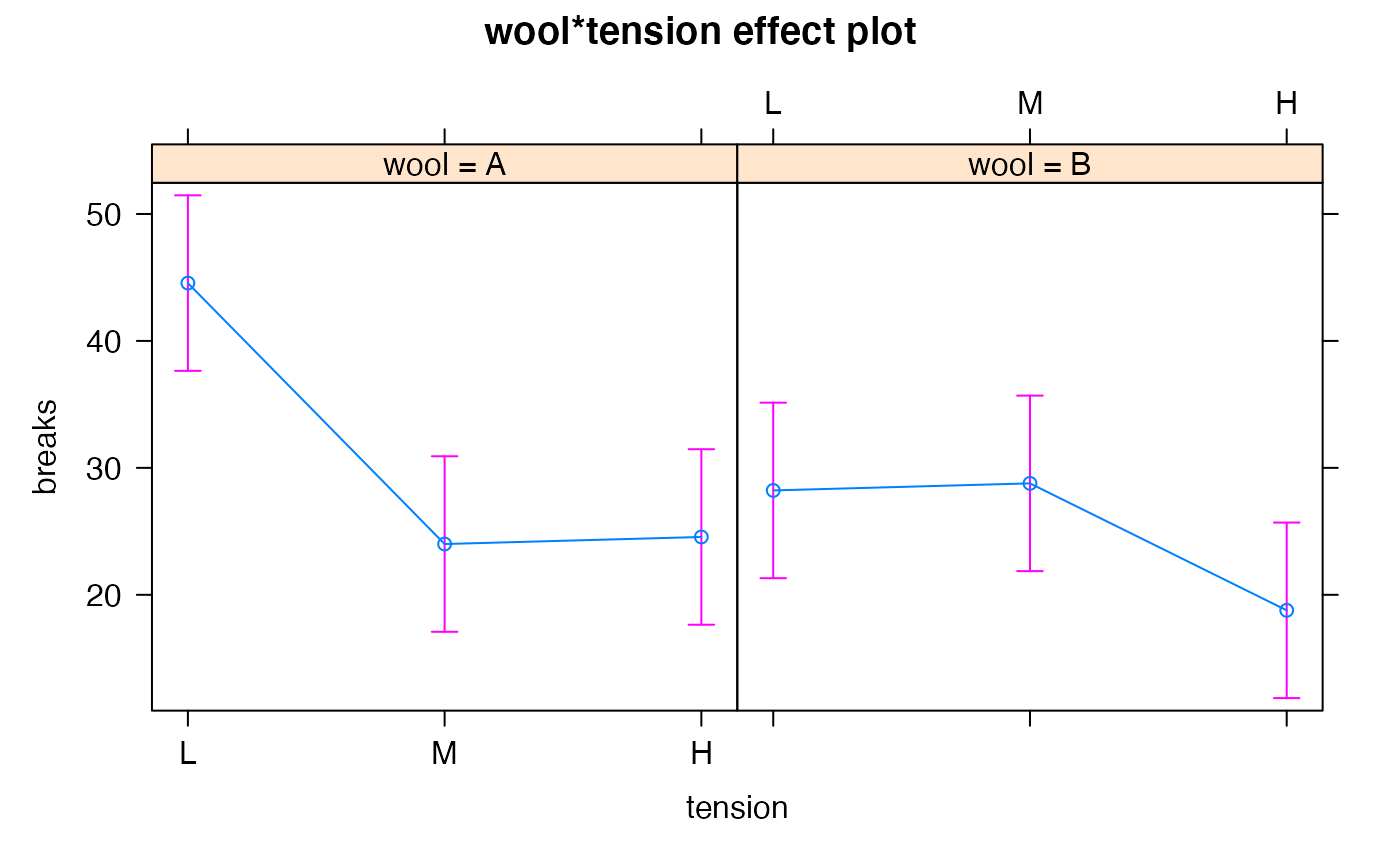 wool*tension effect plot
L M H
wool = A wool = B
50
40
30
20
breaks
L M H
tension